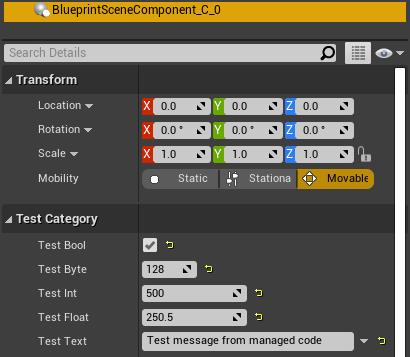 BlueprintSceneComponent_C_0
Search Details
Transform
Location X 0.0 Y 0.0 Z 0.0
Rotation X 0.0 ° Y 0.0 ° Z 0.0 °
Scale X 1.0 Y 1.0 Z 1.0
Mobility Static Stationa Movable
Test Category
Test Bool
Test Byte 128
Test Int 500
Test Float 250.5
Test Text Test message from managed code